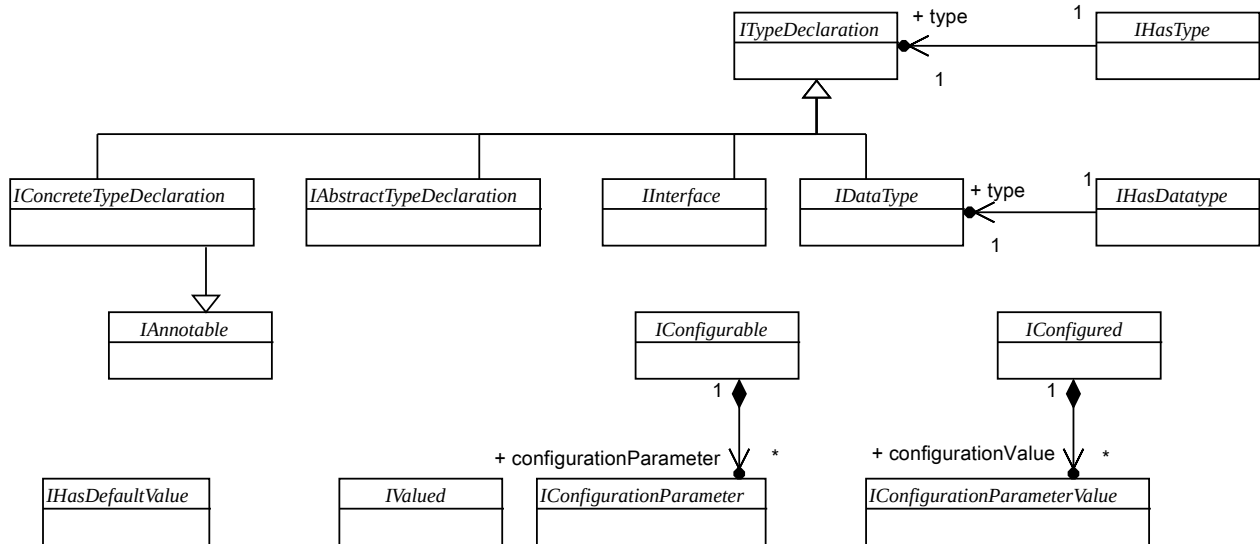 ITypeDeclaration
+ type
1
IHasType
1
IConcreteTypeDeclaration
IAbstractTypeDeclaration
IInterface
IDataType
+ type
1
IHasDatatype
1
IAnnotable
IConfigurable
IConfigured
1
1
+ configurationParameter
*
+ configurationValue
*
IHasDefaultValue
IValued
IConfigurationParameter
IConfigurationParameterValue